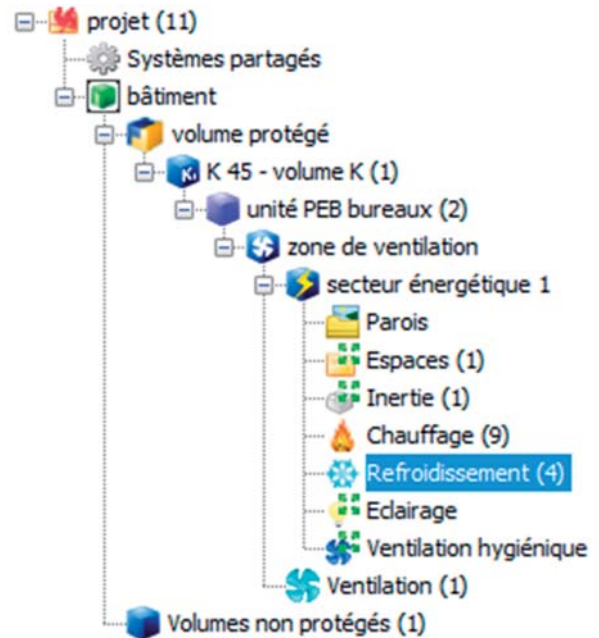 projet (11)
Systèmes partagés
bâtiment
volume protégé
K 45 - volume K (1)
unité PEB bureaux (2)
zone de ventilation
secteur énergétique 1
Parois
Espaces (1)
Inertie (1)
Chauffage (9)
Refroidissement (4)
Eclairage
Ventilation hygiénique
Ventilation (1)
Volumes non protégés (1)